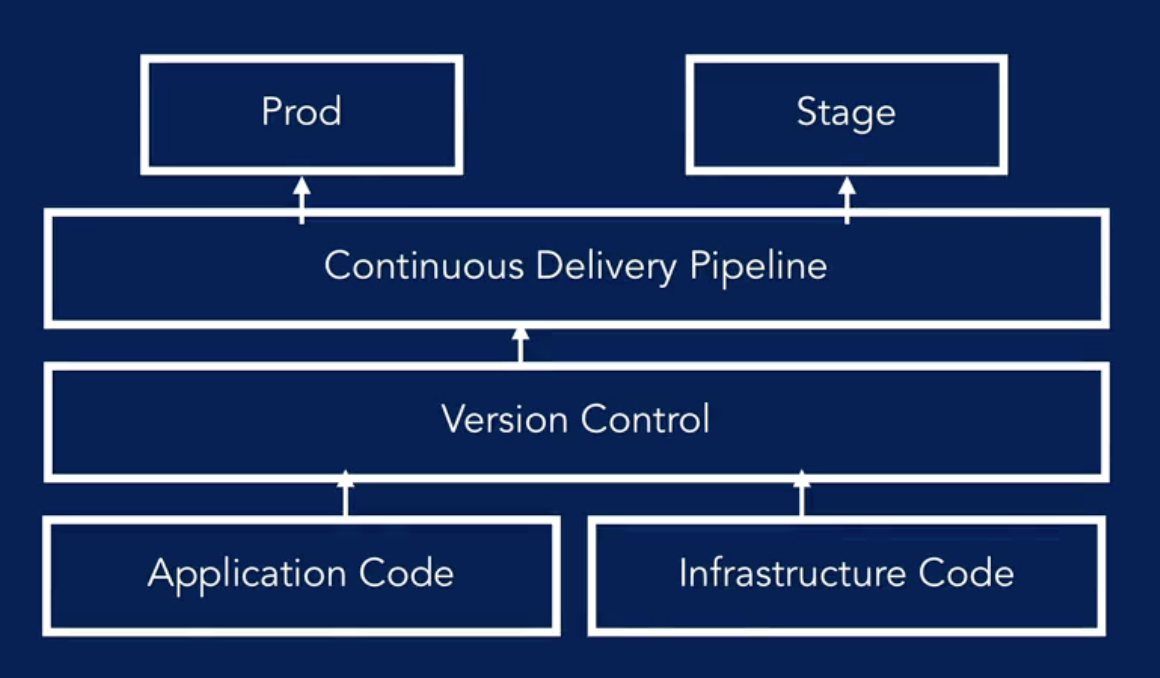 Prod
Stage
Continuous Delivery Pipeline
Version Control
Application Code
Infrastructure Code